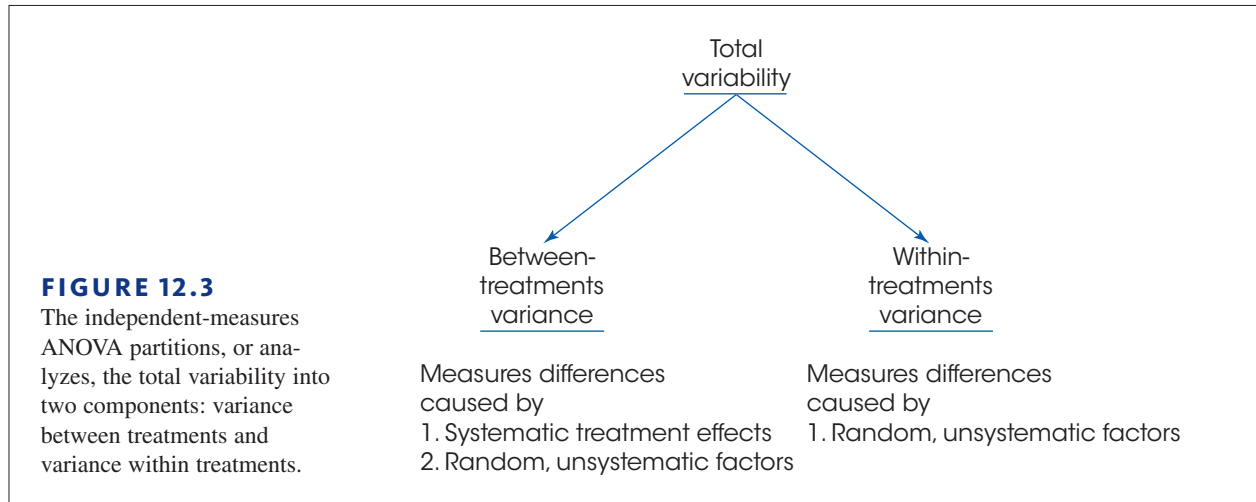 Total
variability
Between-
treatments
variance
Within-
treatments
variance
Measures differences
caused by
1. Systematic treatment effects
2. Random, unsystematic factors
Measures differences
caused by
1. Random, unsystematic factors
FIGURE 12.3
The independent-measures
ANOVA partitions, or ana-
lyzes, the total variability into
two components: variance
between treatments and
variance within treatments.